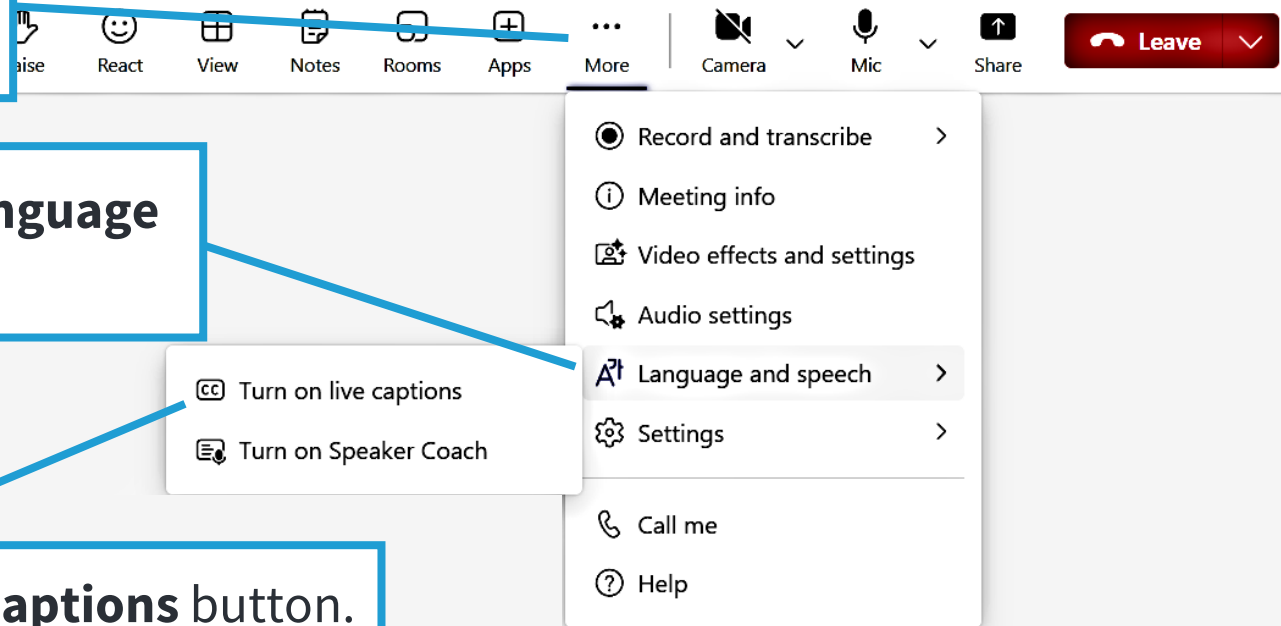 aise React View Notes Rooms Apps More Camera Mic Share Leave
Record and transcribe
Meeting info
nguage
Video effects and settings
Audio settings
Language and speech
CC Turn on live captions
Settings
Turn on Speaker Coach
Call me
Help
aptions button.